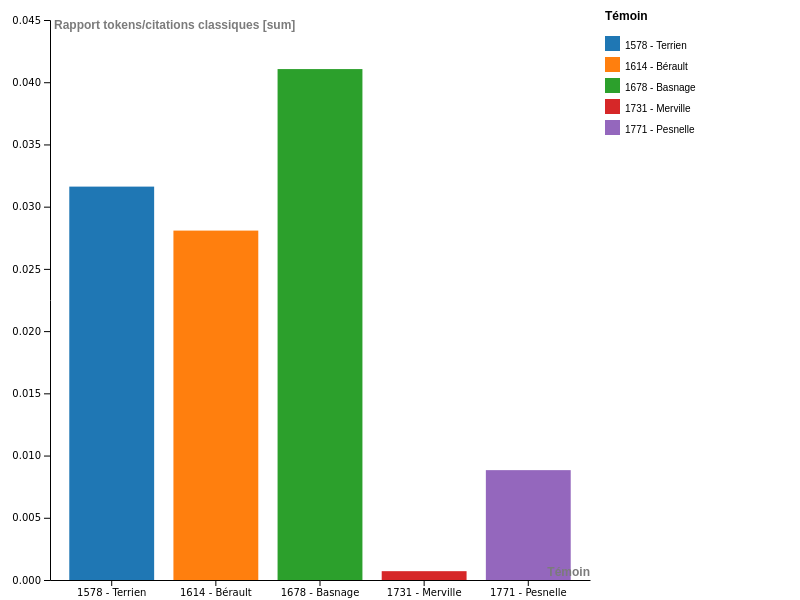 Rapport tokens/citations classiques [sum]
0.045
0.040
0.035
0.030
0.025
0.020
0.015
0.010
0.005
0.000
1578 - Terrien
1614 - Bérault
1678 - Basnage
1731 - Merville
1771 - Pesnelle
Témoin
Témoin
1578 - Terrien
1614 - Bérault
1678 - Basnage
1731 - Merville
1771 - Pesnelle